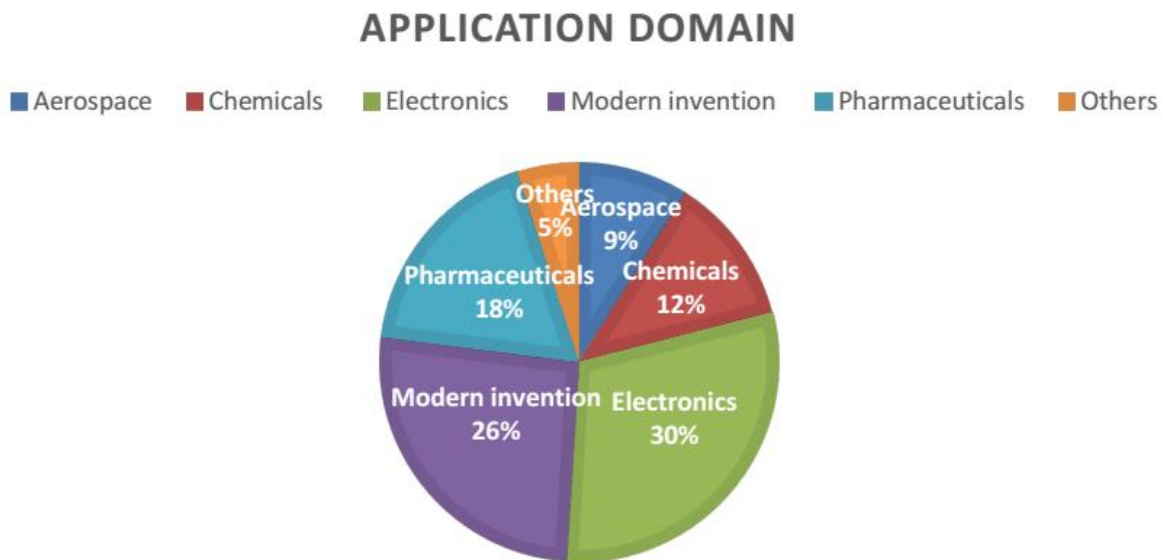 APPLICATION DOMAIN
Aerospace Chemicals Electronics Modern invention Pharmaceuticals Others
Others
5%
Aerospace
9%
Chemicals
12%
Pharmaceuticals
18%
Modern invention
26%
Electronics
30%